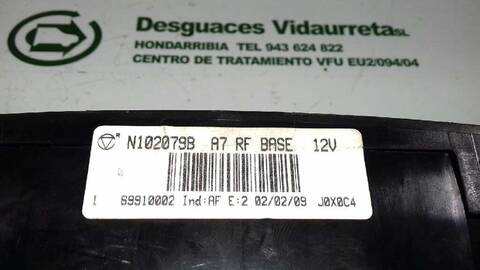 Desguaces Vidaurreta SL
HONDARRIBIA TEL 943 624 822
CENTRO DE TRATAMIENTO VFU EU2/094/04
R N102079B A7 RF BASE 12V
1 69910002 Ind:AF E:2 02/02/09 J0X0C4